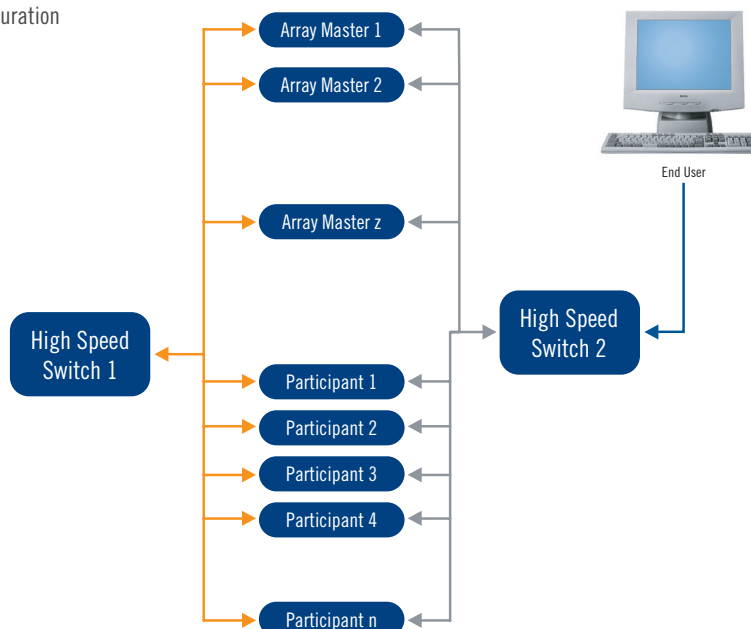 uration
Array Master 1
Array Master 2
End User
Array Master z
High Speed
Switch 2
High Speed
Switch 1
Participant 1
Participant 2
Participant 3
Participant 4
Participant n